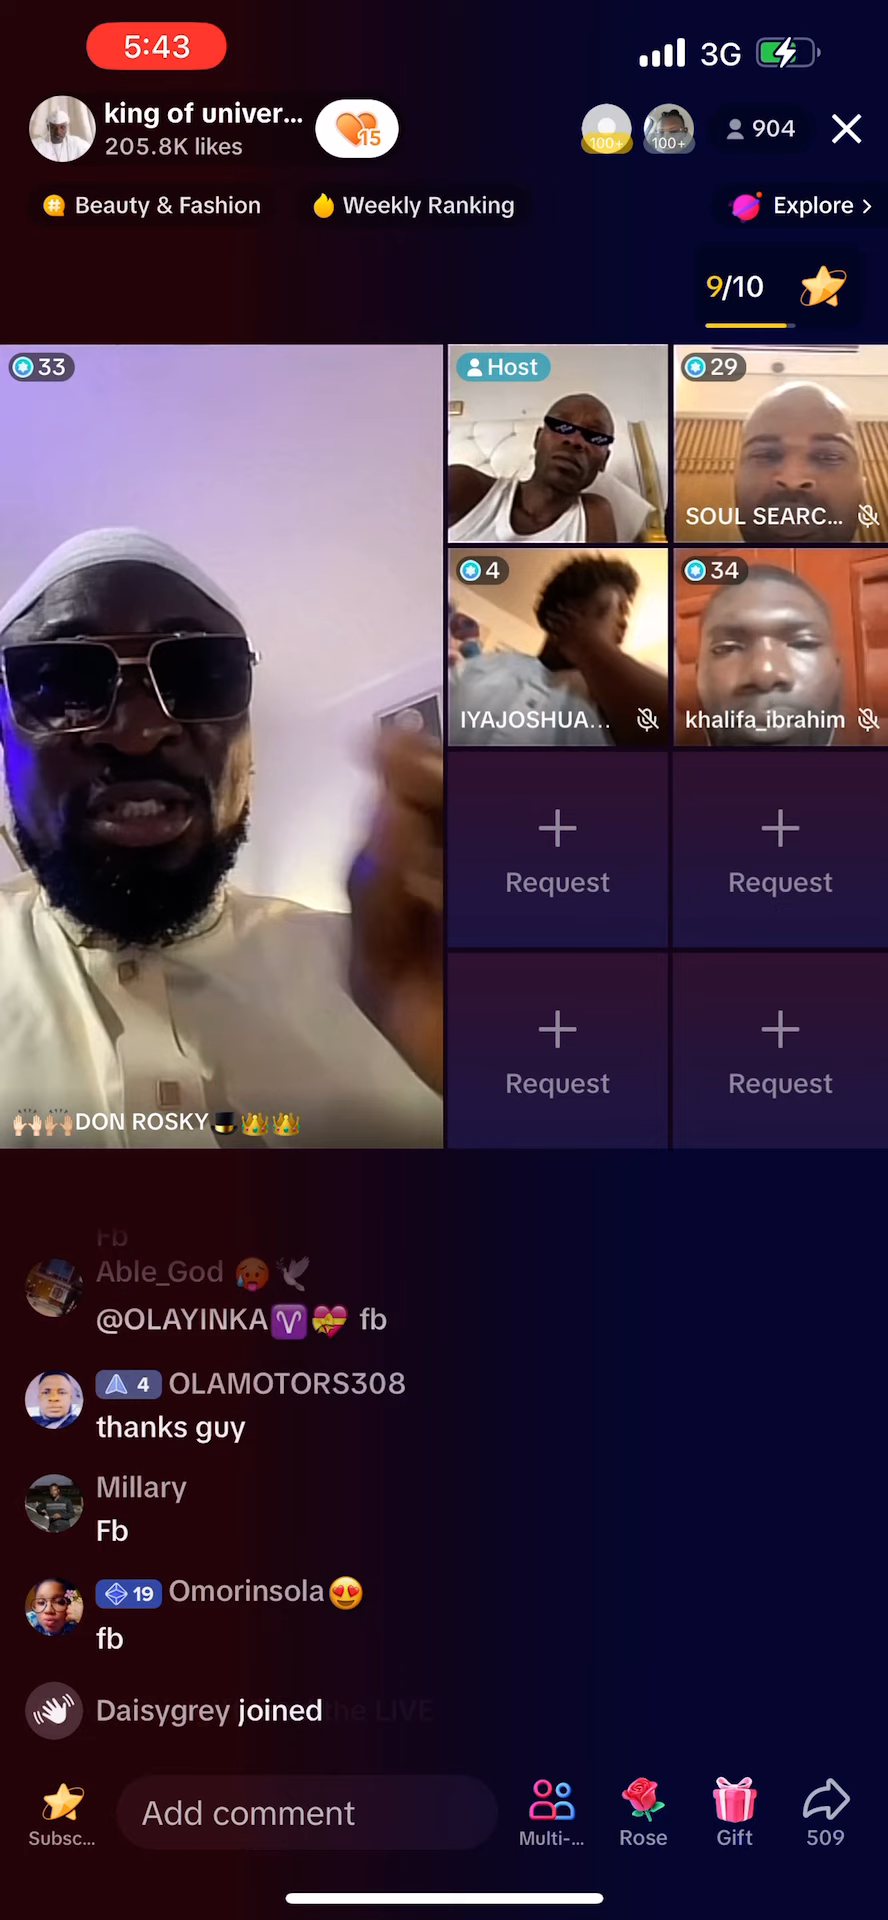 5:43
3G
king of univer...
205.8K likes
15
100+
100+
904
Beauty & Fashion
Weekly Ranking
Explore >
9/10
33
Host
29
SOUL SEARC...
4
34
IYAJOSHUA...
khalifa_ibrahim
Request
Request
Request
Request
🙌🏻🙌🏽DON ROSKY🎩👑👑
Fb
Able_God 🥵🕊
@OLAYINKA♈💝 fb
4 OLAMOTORS308
thanks guy
Millary
Fb
19 Omorinsola😍
fb
Daisygrey joined the LIVE
Subsc...
Add comment
Multi-...
Rose
Gift
509